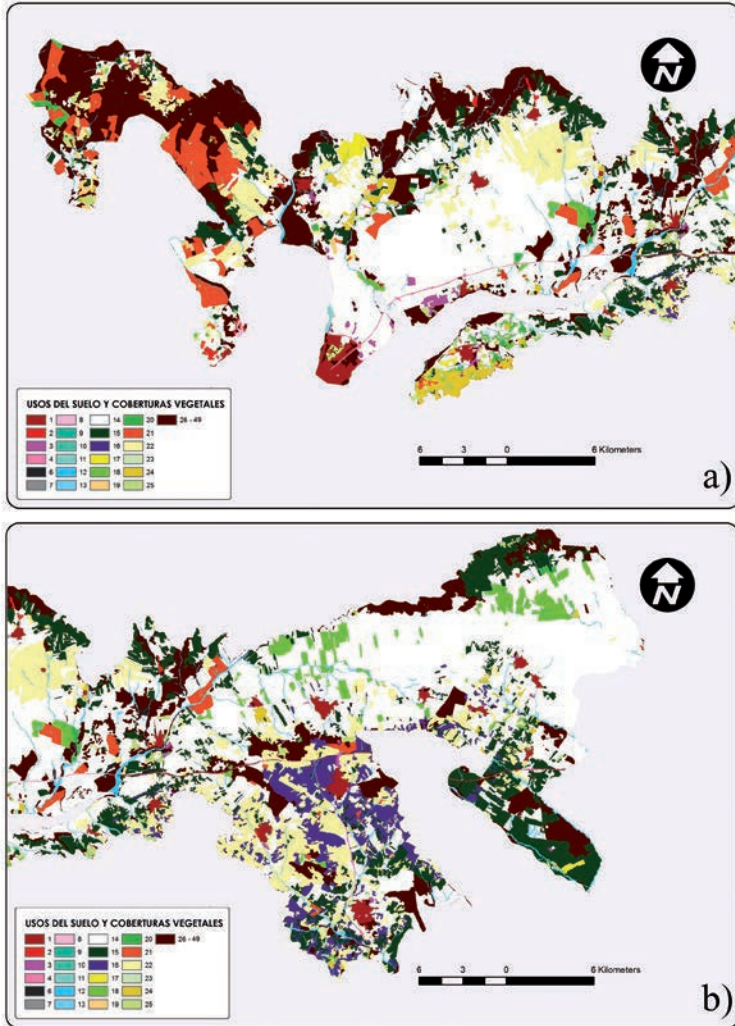 N
USOS DEL SUELO Y COBERTURAS VEGETALES
1 8 14 20 26 - 49
2 9 15 21
3 10 16 22
4 11 17 23
6 12 18 24
7 13 19 25
6 3 0 6 Kilometers
a)
N
USOS DEL SUELO Y COBERTURAS VEGETALES
1 8 14 20 26 - 49
2 9 15 21
3 10 16 22
4 11 17 23
6 12 18 24
7 13 19 25
6 3 0 6 Kilometers
b)